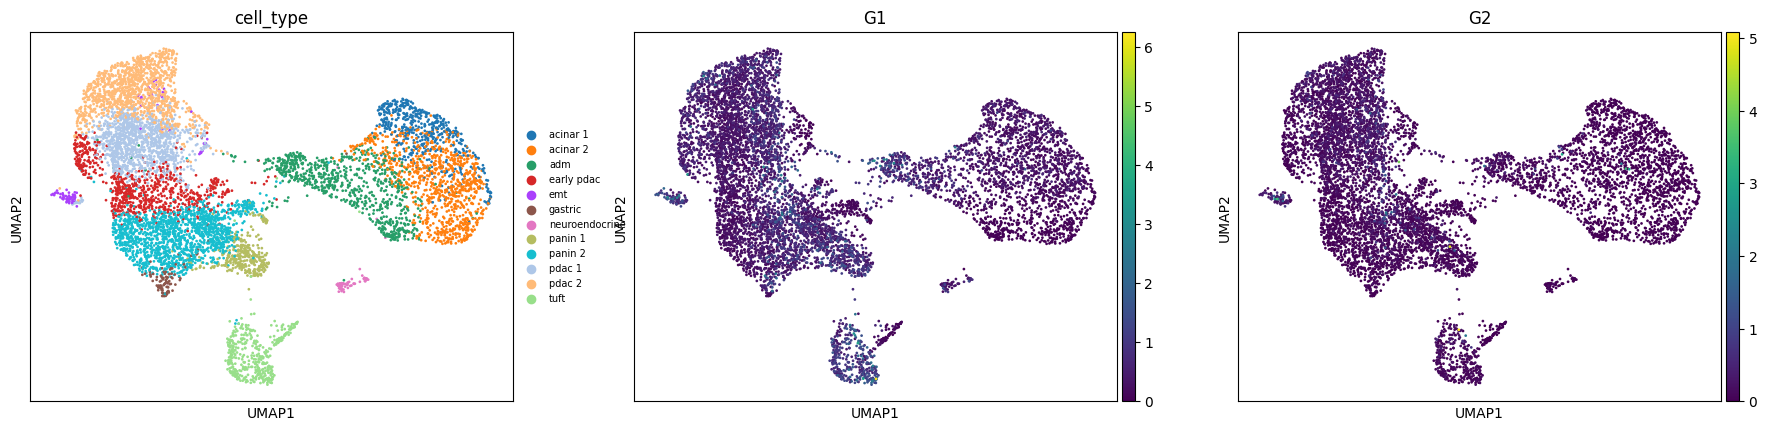 cell_type
UMAP2
UMAP1
acinar 1
acinar 2
adm
early pdac
emt
gastric
neuroendocrine
panin 1
panin 2
pdac 1
pdac 2
tuft
G1
UMAP2
UMAP1
6
5
4
3
2
1
0
G2
UMAP2
UMAP1
5
4
3
2
1
0